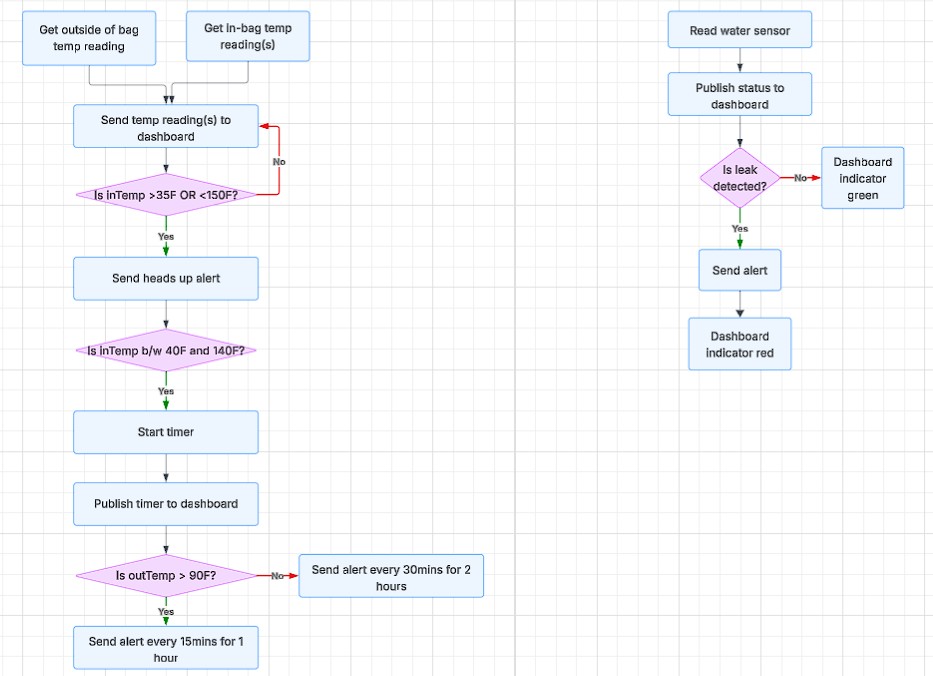 Get outside of bag
temp reading
Get in-bag temp
reading(s)
Send temp reading(s) to
dashboard
No
Is inTemp >35F OR <150F?
Yes
Send heads up alert
Is inTemp b/w 40F and 140F?
Yes
Start timer
Publish timer to dashboard
Is outTemp > 90F?
No
Send alert every 30mins for 2
hours
Yes
Send alert every 15mins for 1
hour
Read water sensor
Publish status to
dashboard
Is leak
detected?
No
Dashboard
indicator
green
Yes
Send alert
Dashboard
indicator red